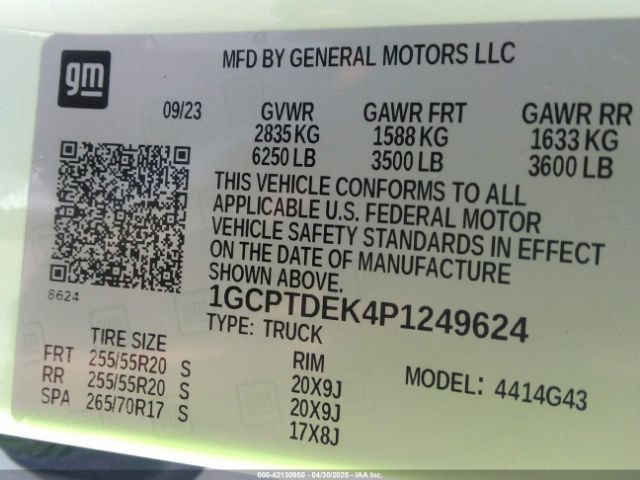 gm
MFD BY GENERAL MOTORS LLC
09/23 GVWR GAWR FRT GAWR RR
2835 KG 1588 KG 1633 KG
6250 LB 3500 LB 3600 LB
THIS VEHICLE CONFORMS TO ALL
APPLICABLE U.S. FEDERAL MOTOR
VEHICLE SAFETY STANDARDS IN EFFECT
ON THE DATE OF MANUFACTURE
SHOWN ABOVE.
8624
1GCPTDEK4P1249624
TYPE: TRUCK
TIRE SIZE RIM
FRT 255/55R20 S 20X9J
RR 255/55R20 S 20X9J
SPA 265/70R17 S 17X8J
MODEL: 4414G43
000-42130950 - 04/30/2025 - IAA Inc.